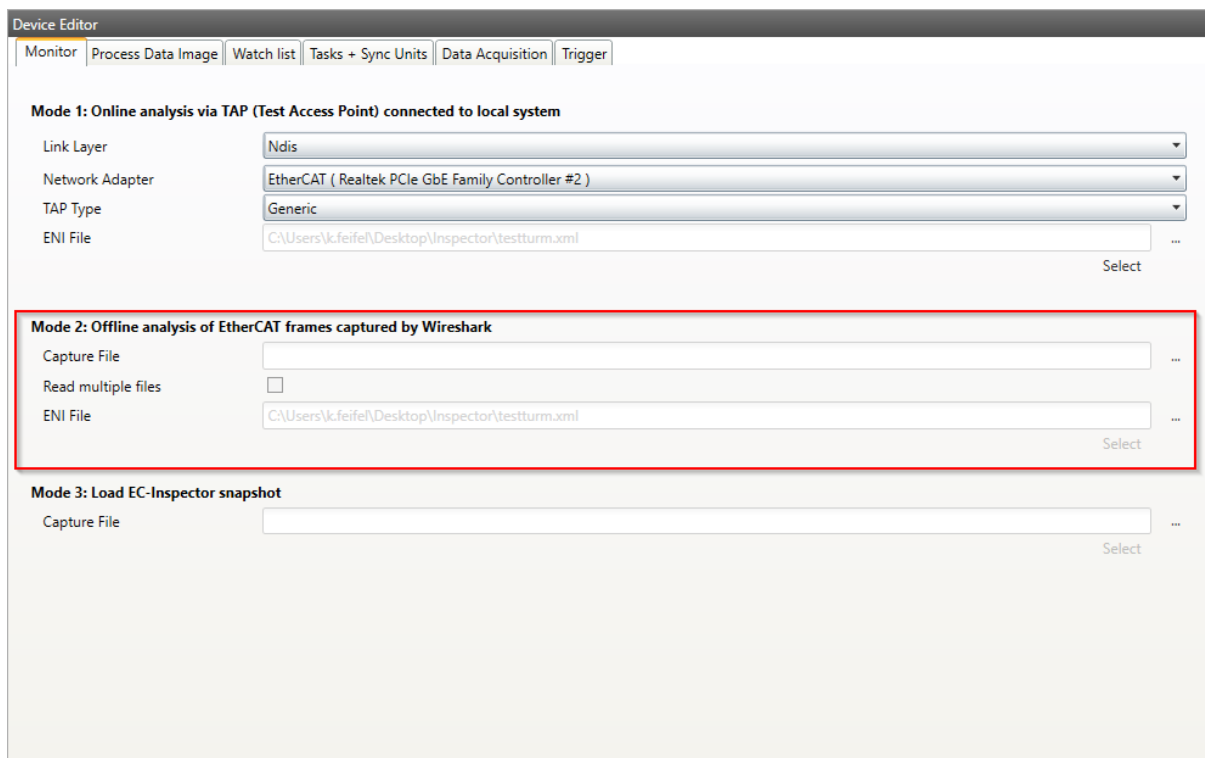 Device Editor
Monitor Process Data Image Watch list Tasks + Sync Units Data Acquisition Trigger
Mode 1: Online analysis via TAP (Test Access Point) connected to local system
Link Layer Ndis
Network Adapter EtherCAT ( Realtek PCIe GbE Family Controller #2 )
TAP Type Generic
ENI File C:\Users\k.feifel\Desktop\Inspector\testturm.xml ...
Select
Mode 2: Offline analysis of EtherCAT frames captured by Wireshark
Capture File ...
Read multiple files
ENI File C:\Users\k.feifel\Desktop\Inspector\testturm.xml ...
Select
Mode 3: Load EC-Inspector snapshot
Capture File ...
Select